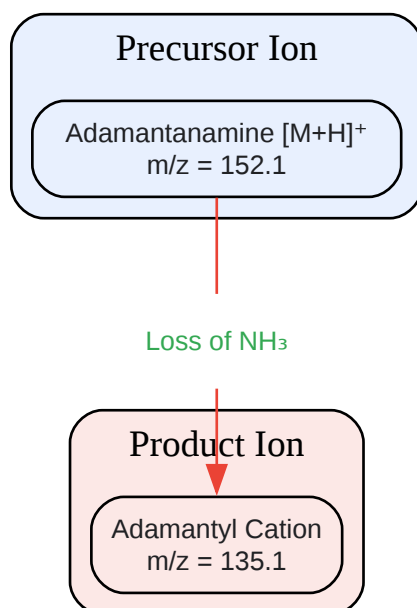 Precursor Ion
Adamantanamine [M+H]⁺
m/z = 152.1
Loss of NH₃
Product Ion
Adamantyl Cation
m/z = 135.1